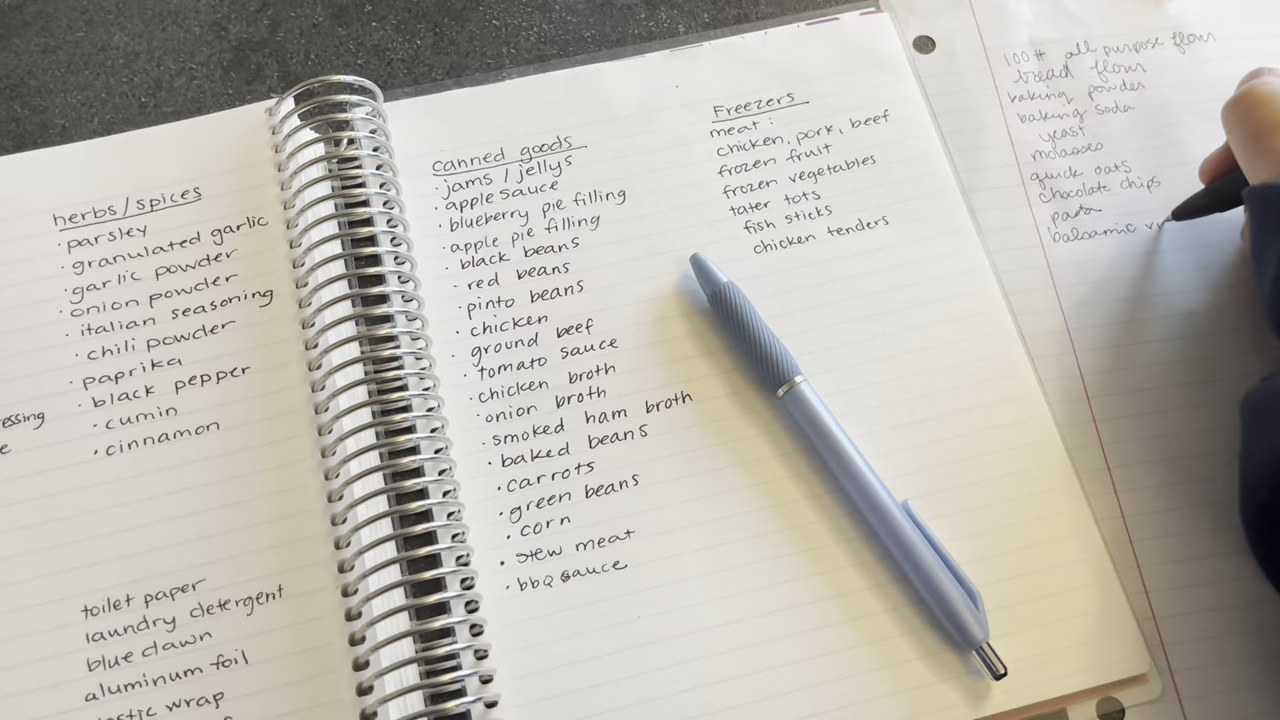 essing
e
herbs/spices
· parsley
· granulated garlic
· garlic powder
· onion powder
· italian seasoning
· chili powder
· paprika
· black pepper
· cumin
· cinnamon
toilet paper
laundry detergent
blue dawn
aluminum foil
wrap
canned goods
· jams / jellys
· apple sauce
· blueberry pie filling
· apple pie filling
· black beans
· red beans
· pinto beans
· chicken
· ground beef
· tomato sauce
· chicken broth
· onion broth
· smoked ham broth
· baked beans
· carrots
· green beans
· corn
· stew meat
· bbq sauce
Freezers
meat:
chicken, pork, beef
frozen fruit
frozen vegetables
tater tots
fish sticks
chicken tenders
100# all purpose flour
bread flour
baking powder
baking soda
yeast
molasses
quick oats
chocolate chips
pasta
balsamic